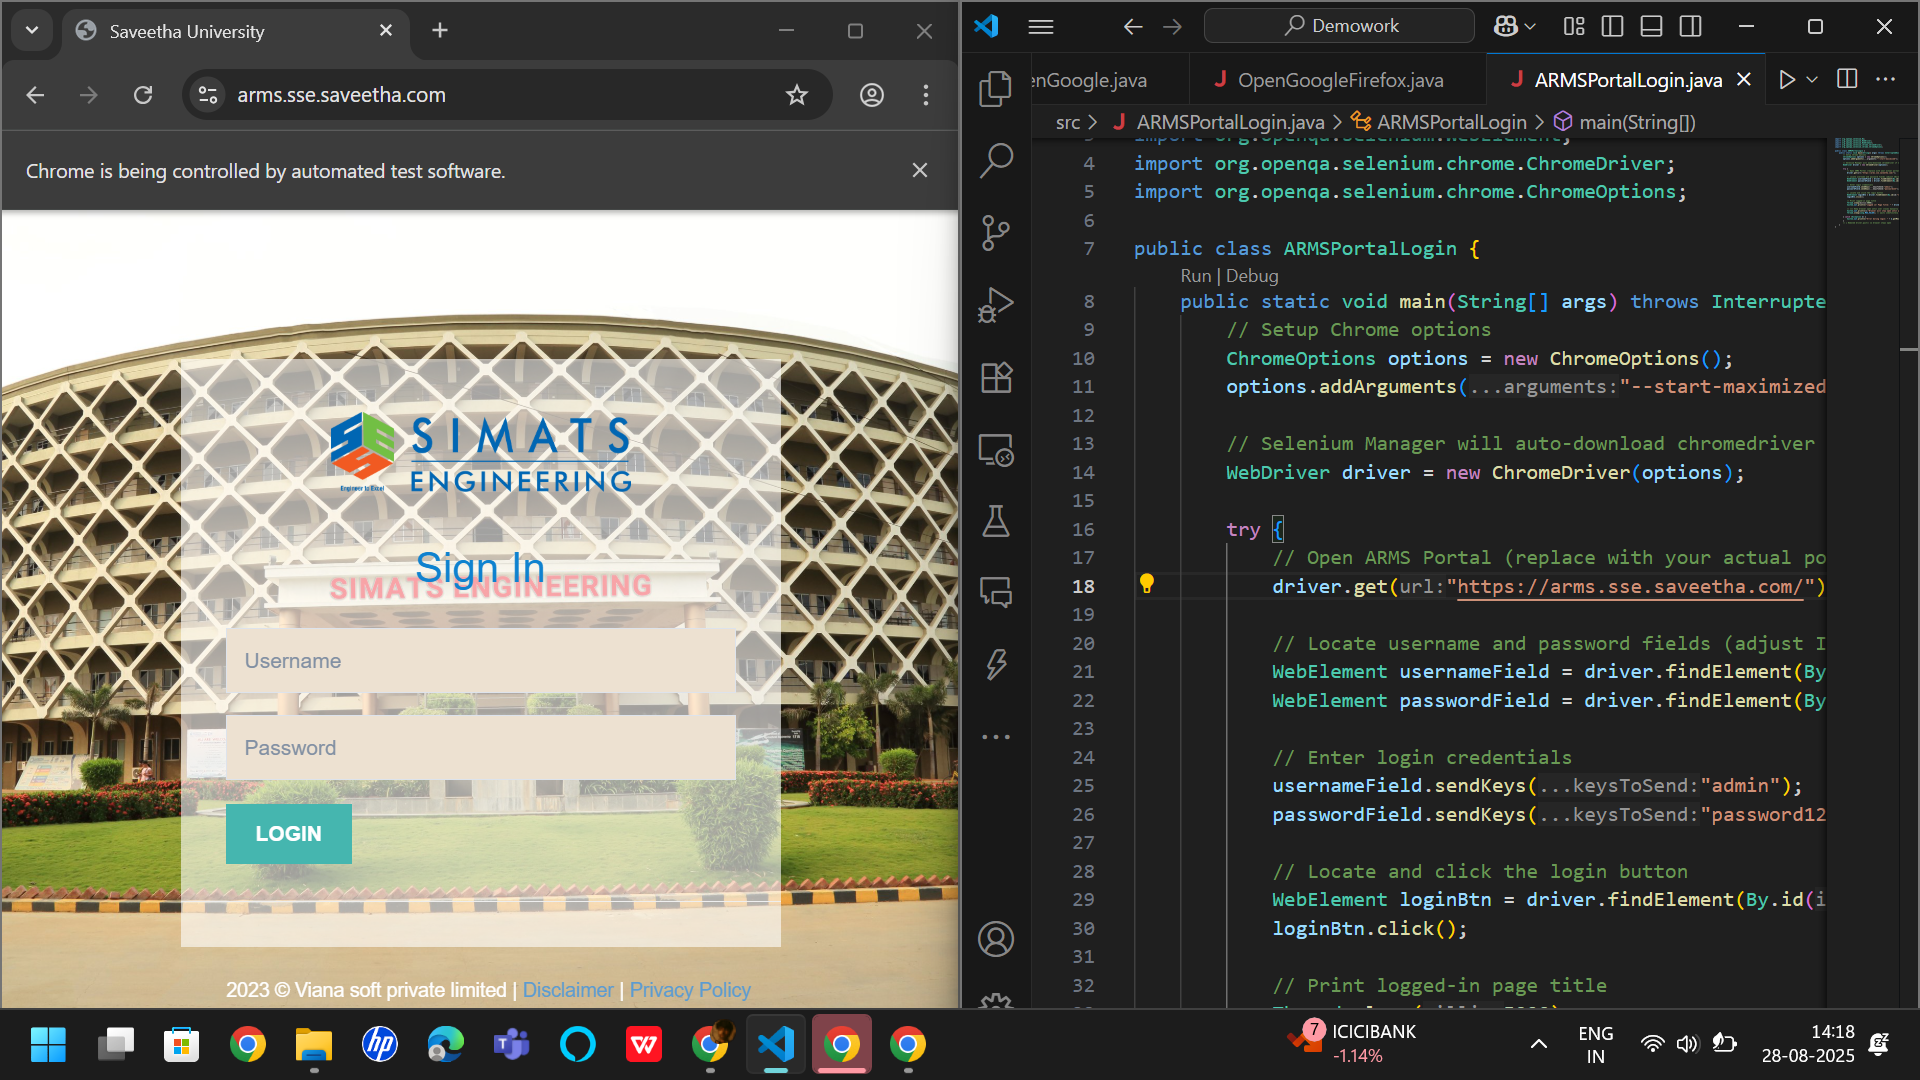 Saveetha University
arms.sse.saveetha.com
Chrome is being controlled by automated test software.
SIMATS
ENGINEERING
Engineer to Excel
Sign In
SIMATS ENGINEERING
Username
Password
LOGIN
2023 © Viana soft private limited | Disclaimer | Privacy Policy
Demowork
enGoogle.java
OpenGoogleFirefox.java
ARMSPortalLogin.java
src > ARMSPortalLogin.java > ARMSPortalLogin > main(String[])
4 import org.openqa.selenium.chrome.ChromeDriver;
5 import org.openqa.selenium.chrome.ChromeOptions;
6
7 public class ARMSPortalLogin {
Run | Debug
8 public static void main(String[] args) throws Interrupte
9 // Setup Chrome options
10 ChromeOptions options = new ChromeOptions();
11 options.addArguments(...arguments:"--start-maximized
12
13 // Selenium Manager will auto-download chromedriver
14 WebDriver driver = new ChromeDriver(options);
15
16 try {
17 // Open ARMS Portal (replace with your actual po
18 driver.get(url:"https://arms.sse.saveetha.com/")
19
20 // Locate username and password fields (adjust I
21 WebElement usernameField = driver.findElement(By
22 WebElement passwordField = driver.findElement(By
23
24 // Enter login credentials
25 usernameField.sendKeys(...keysToSend:"admin");
26 passwordField.sendKeys(...keysToSend:"password12
27
28 // Locate and click the login button
29 WebElement loginBtn = driver.findElement(By.id(i
30 loginBtn.click();
31
32 // Print logged-in page title
7
ICICIBANK
-1.14%
ENG
IN
14:18
28-08-2025